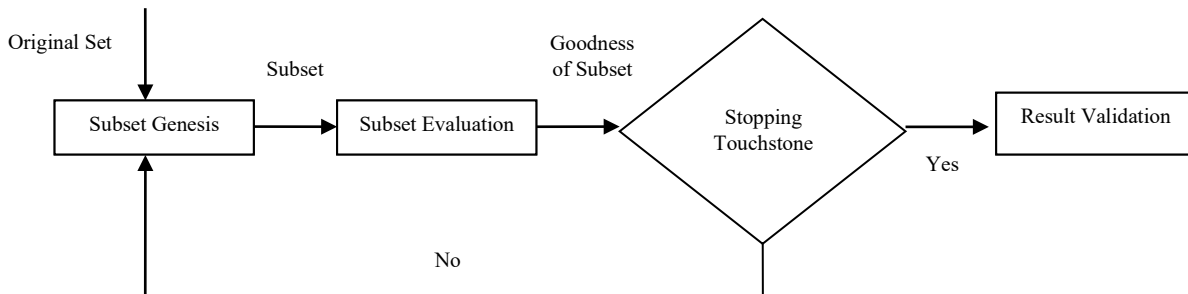 Original Set
Subset Genesis
Subset
Subset Evaluation
Goodness
of Subset
Stopping
Touchstone
Yes
Result Validation
No